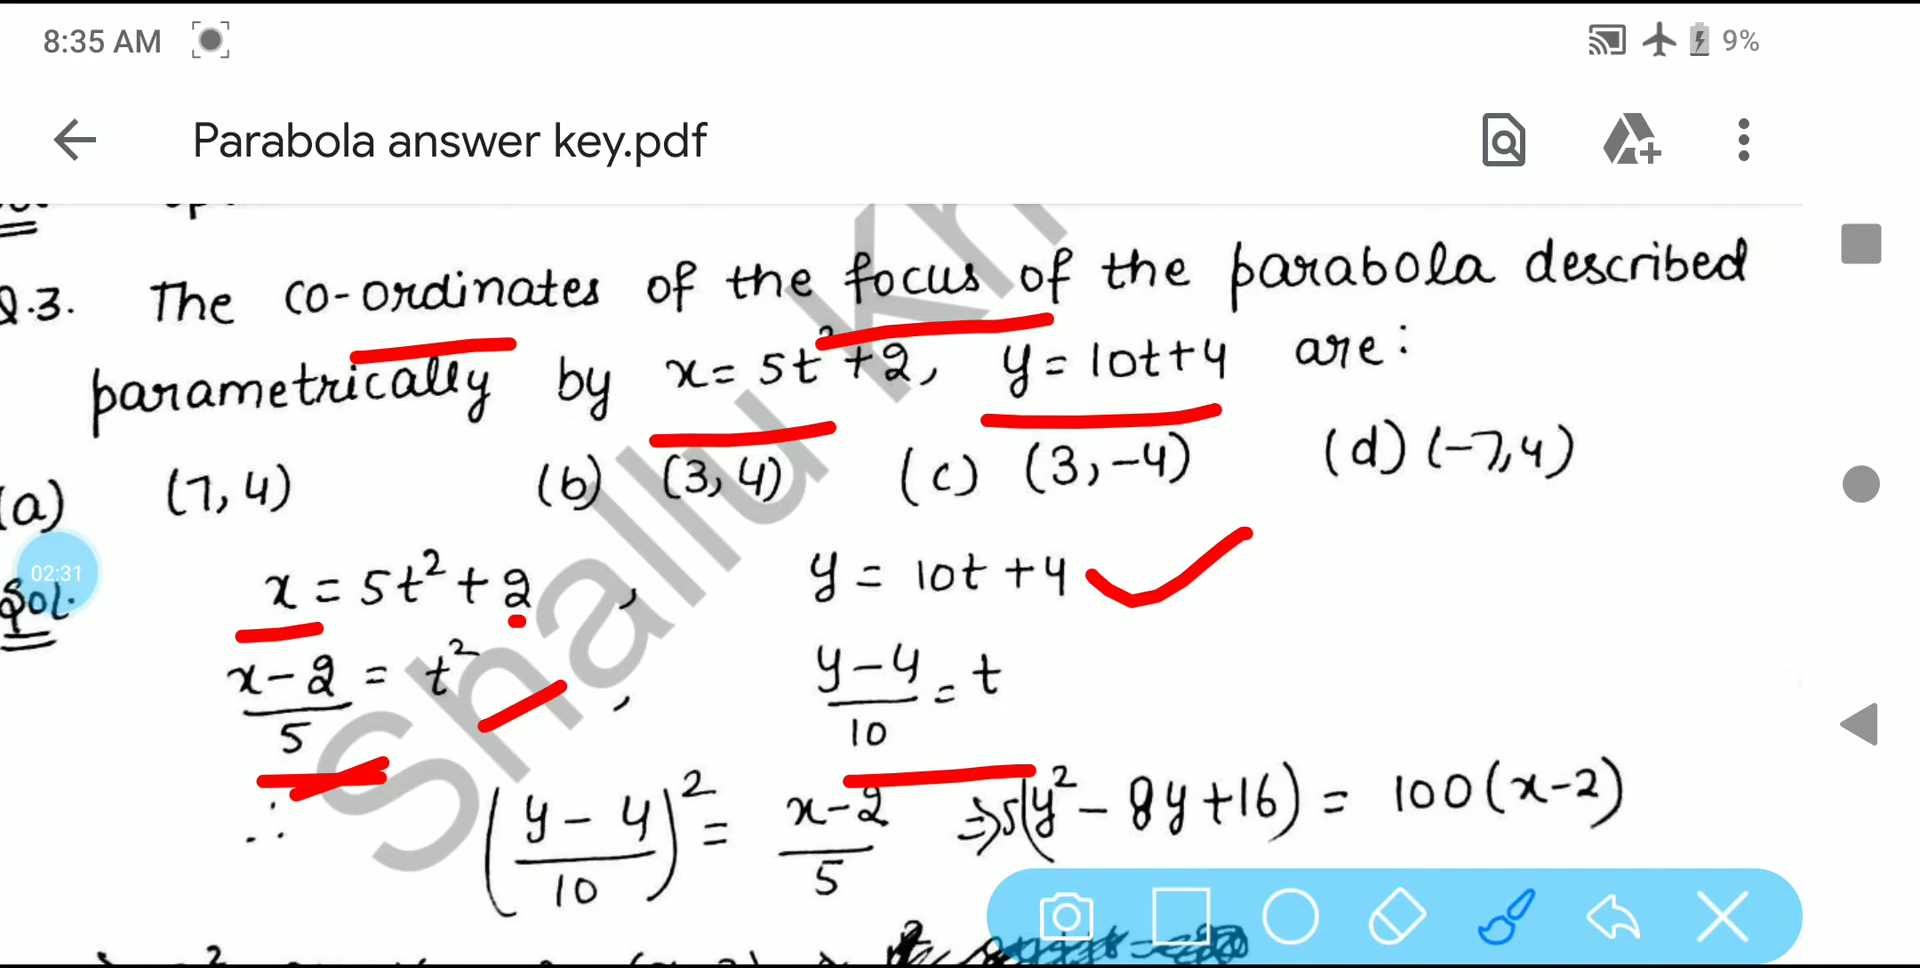 8:35 AM 9%
Parabola answer key.pdf
Q.3. The co-ordinates of the focus of the parabola described
parametrically by x = 5t²+2, y = 10t+4 are:
(a) (7,4) (b) (3,4) (c) (3,-4) (d) (-7,4)
Sol. x = 5t² + 2 , y = 10t + 4
02:31
x-2/5 = t² , y-4/10 = t
∴ (y-4/10)² = x-2/5 ⇒ 5(y² - 8y + 16) = 100(x-2)
Shallu